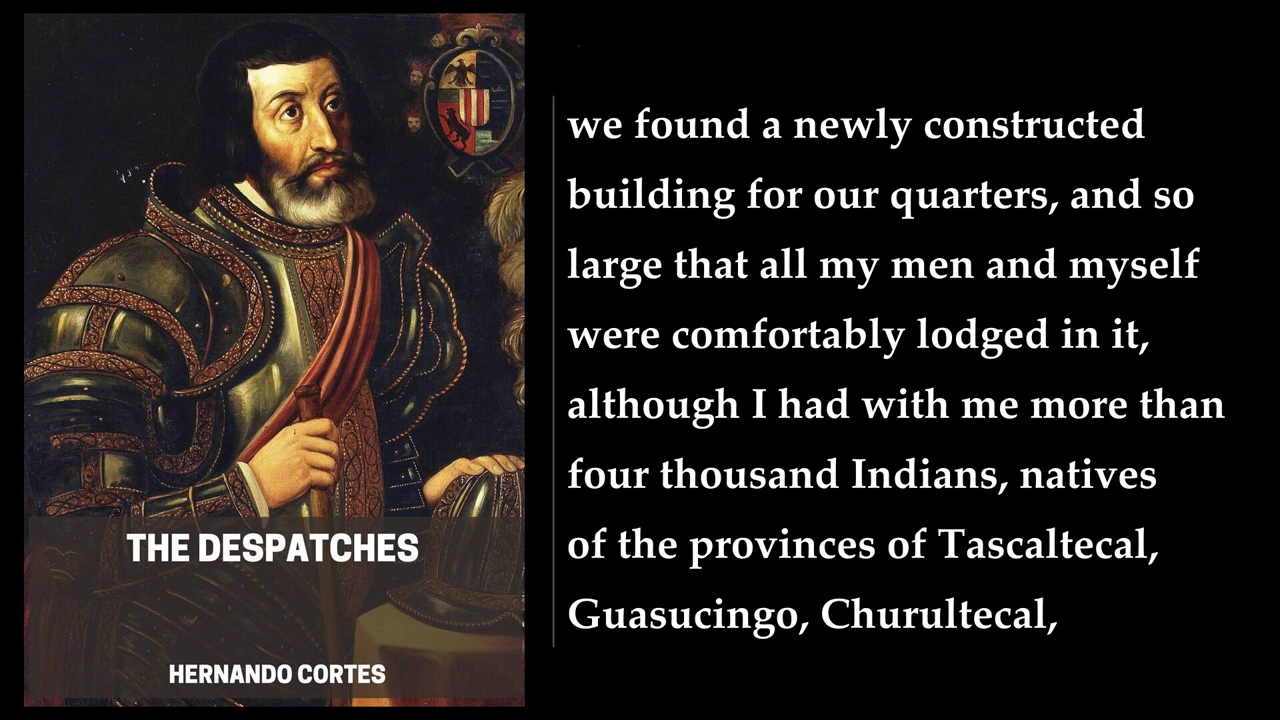 THE DESPATCHES
HERNANDO CORTES
we found a newly constructed
building for our quarters, and so
large that all my men and myself
were comfortably lodged in it,
although I had with me more than
four thousand Indians, natives
of the provinces of Tascaltecal,
Guasucingo, Churultecal,